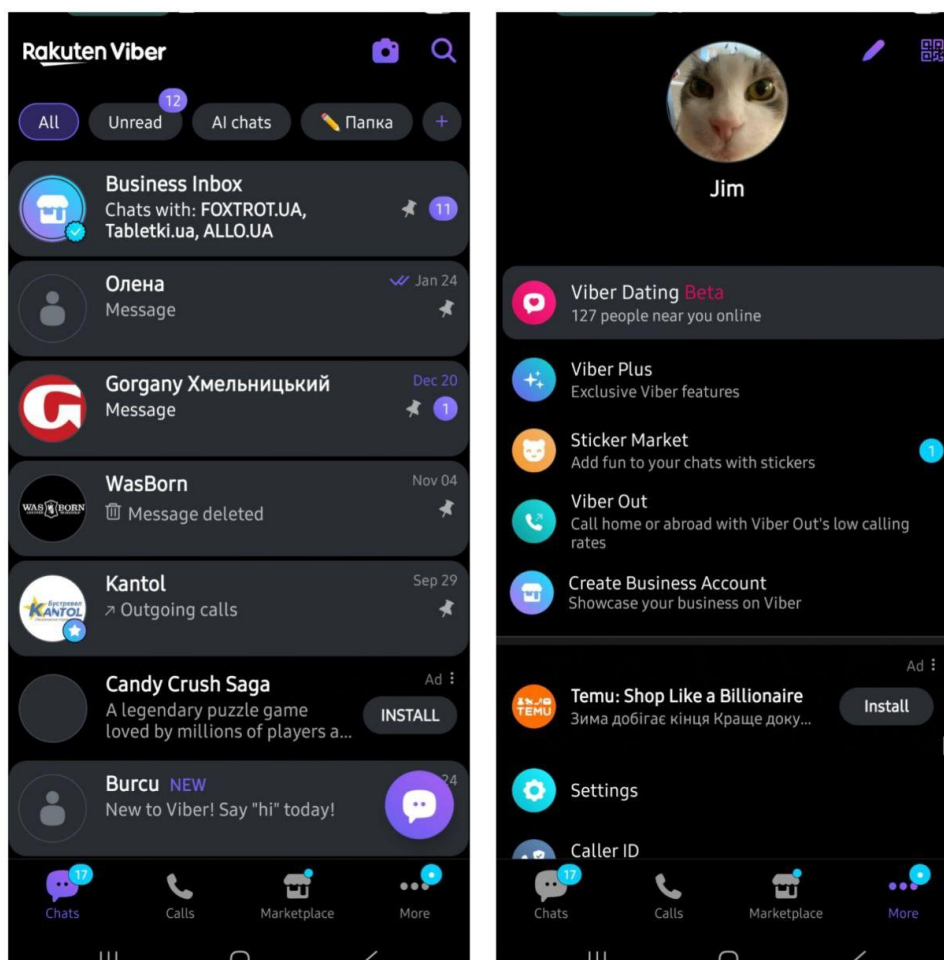 Rakuten Viber
12
All
Unread
AI chats
✏️ Папка
+
Business Inbox
Chats with: FOXTROT.UA,
Tabletki.ua, ALLO.UA
11
Олена
Jan 24
Message
Gorgany Хмельницький
Dec 20
Message
1
WAS BORN
WasBorn
Nov 04
Message deleted
Бустревел
KANTOL
Kantol
Sep 29
Outgoing calls
Candy Crush Saga
Ad
A legendary puzzle game
loved by millions of players a...
INSTALL
Burcu NEW
24
New to Viber! Say "hi" today!
17
Chats
Calls
Marketplace
More
Jim
Viber Dating Beta
127 people near you online
Viber Plus
Exclusive Viber features
Sticker Market
Add fun to your chats with stickers
1
Viber Out
Call home or abroad with Viber Out's low calling
rates
Create Business Account
Showcase your business on Viber
Ad
TEMU
Temu: Shop Like a Billionaire
Зима добігає кінця Краще доку...
Install
Settings
Caller ID
17
Chats
Calls
Marketplace
More